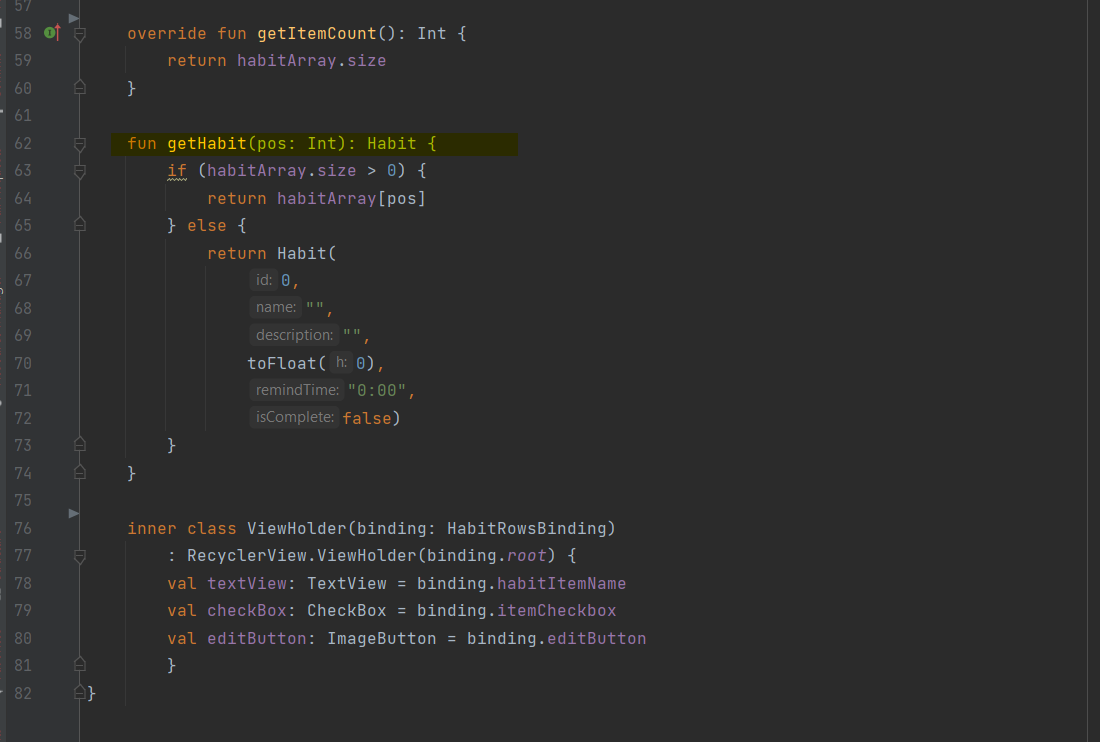 57
58 override fun getItemCount(): Int {
59 return habitArray.size
60 }
61
62 fun getHabit(pos: Int): Habit {
63 if (habitArray.size > 0) {
64 return habitArray[pos]
65 } else {
66 return Habit(
67 id: 0,
68 name: "",
69 description: "",
70 toFloat( h: 0),
71 remindTime: "0:00",
72 isComplete: false)
73 }
74 }
75
76 inner class ViewHolder(binding: HabitRowsBinding)
77 : RecyclerView.ViewHolder(binding.root) {
78 val textView: TextView = binding.habitItemName
79 val checkBox: CheckBox = binding.itemCheckbox
80 val editButton: ImageButton = binding.editButton
81 }
82 }